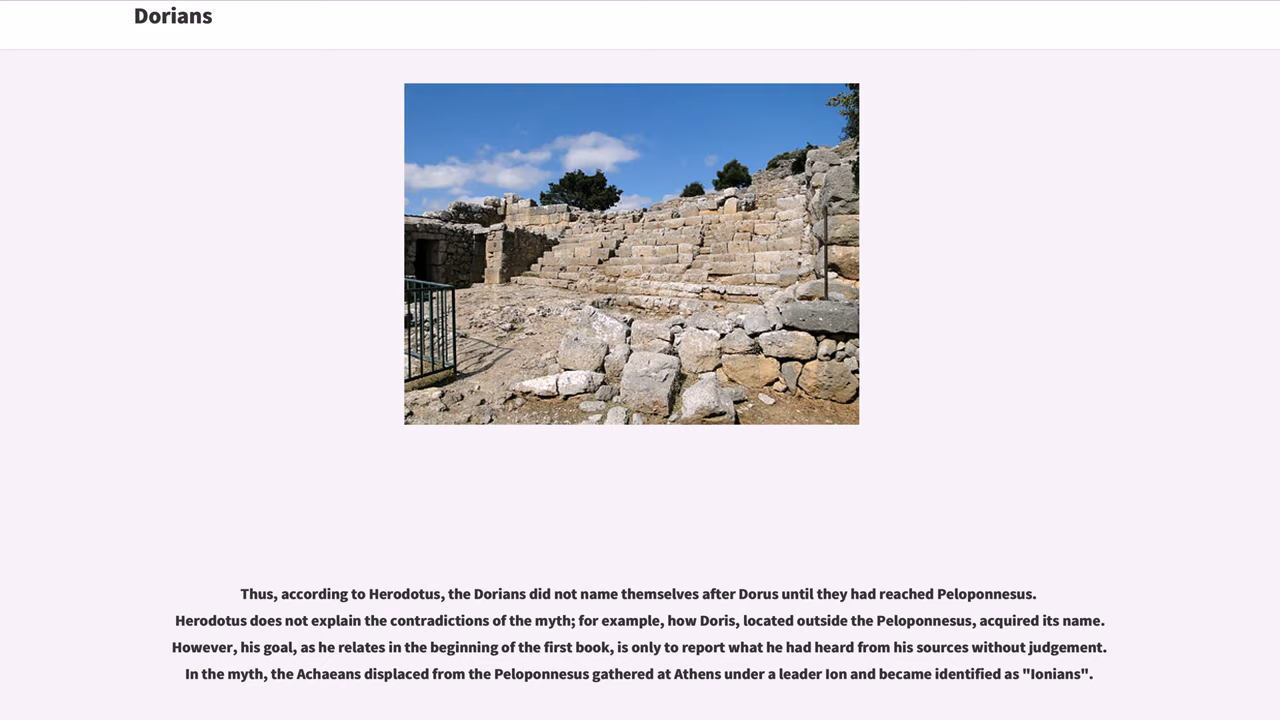 Dorians
Thus, according to Herodotus, the Dorians did not name themselves after Dorus until they had reached Peloponnesus.
Herodotus does not explain the contradictions of the myth; for example, how Doris, located outside the Peloponnesus, acquired its name.
However, his goal, as he relates in the beginning of the first book, is only to report what he had heard from his sources without judgement.
In the myth, the Achaeans displaced from the Peloponnesus gathered at Athens under a leader Ion and became identified as "Ionians".